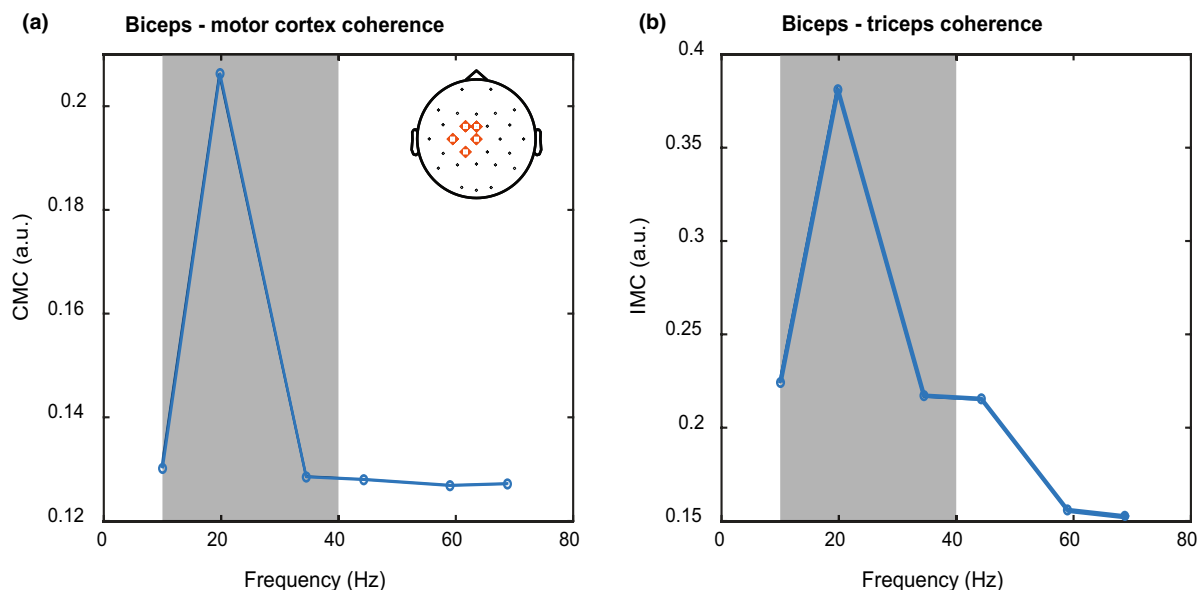 (a) Biceps - motor cortex coherence
CMC (a.u.)
0.2
0.18
0.16
0.14
0.12
0 20 40 60 80
Frequency (Hz)
(b) Biceps - triceps coherence
IMC (a.u.)
0.4
0.35
0.3
0.25
0.2
0.15
0 20 40 60 80
Frequency (Hz)